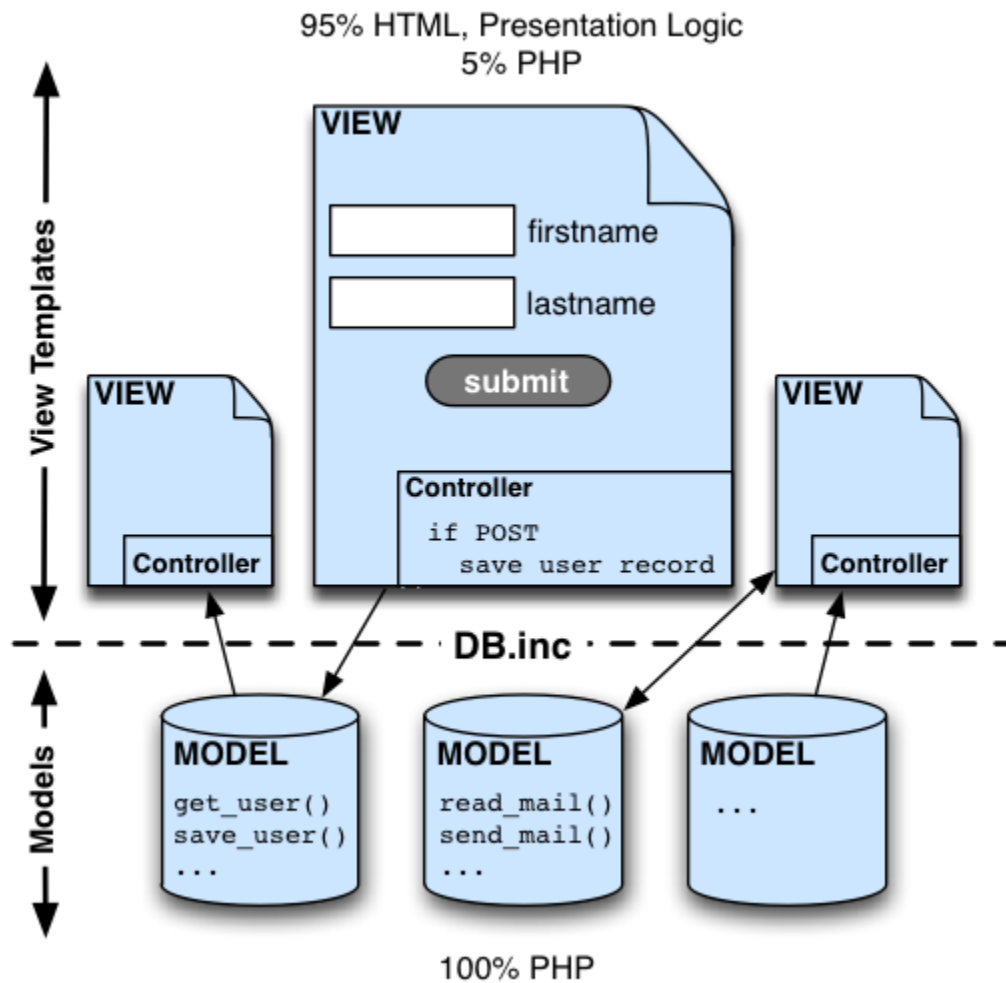 95% HTML, Presentation Logic
5% PHP
View Templates
VIEW
firstname
lastname
submit
Controller
if POST
save user record
VIEW
Controller
VIEW
Controller
DB.inc
Models
MODEL
get_user()
save_user()
...
MODEL
read_mail()
send_mail()
...
MODEL
...
100% PHP